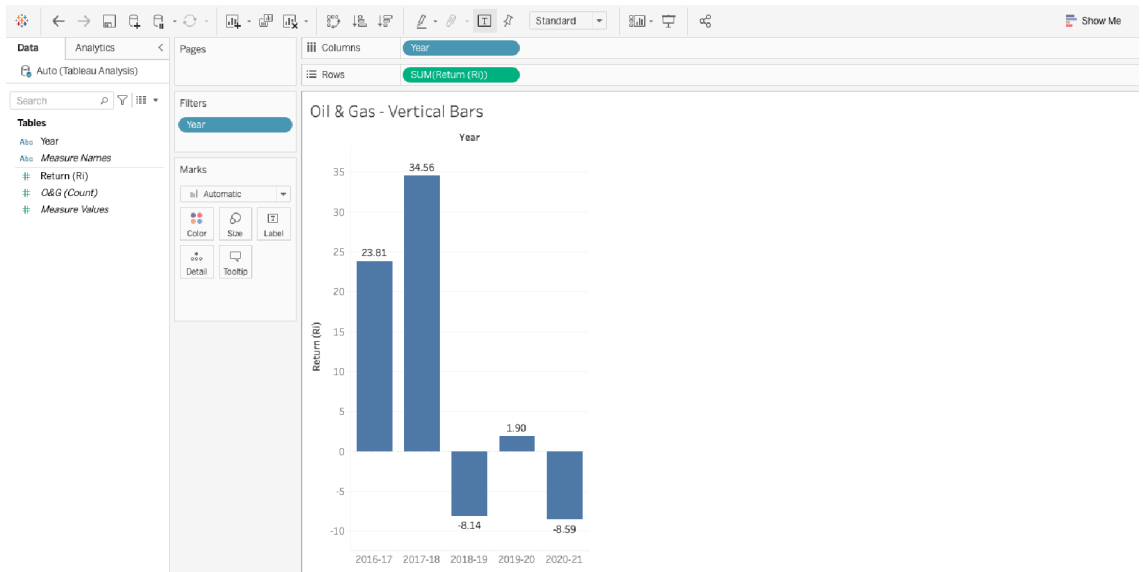 Standard
Show Me
Data
Analytics
Pages
Columns
Year
Auto (Tableau Analysis)
Rows
SUM(Return (Ri))
Search
Filters
Year
Tables
Abc Year
Abc Measure Names
# Return (Ri)
# O&G (Count)
# Measure Values
Marks
Automatic
Color
Size
Label
Detail
Tooltip
Oil & Gas - Vertical Bars
Year
Return (Ri)
35
30
25
20
15
10
5
0
-5
-10
23.81
34.56
-8.14
1.90
-8.59
2016-17 2017-18 2018-19 2019-20 2020-21